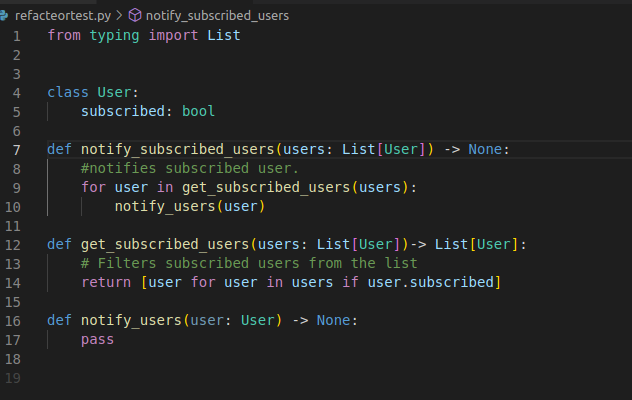 refacteortest.py > notify_subscribed_users
1 from typing import List
2
3
4 class User:
5     subscribed: bool
6
7 def notify_subscribed_users(users: List[User]) -> None:
8     #notifies subscribed user.
9     for user in get_subscribed_users(users):
10         notify_users(user)
11
12 def get_subscribed_users(users: List[User])-> List[User]:
13     # Filters subscribed users from the list
14     return [user for user in users if user.subscribed]
15
16 def notify_users(user: User) -> None:
17     pass
18
19